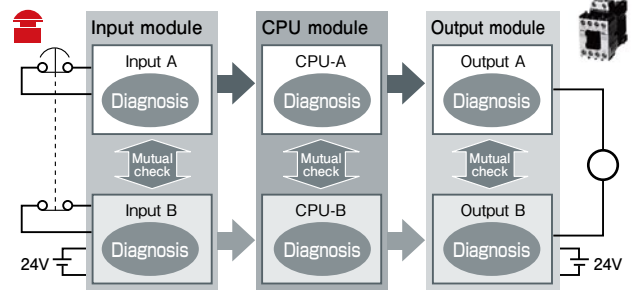 Input module
CPU module
Output module
Input A
CPU-A
Output A
Diagnosis
Diagnosis
Diagnosis
Mutual
check
Mutual
check
Mutual
check
Input B
CPU-B
Output B
Diagnosis
Diagnosis
Diagnosis
24V
24V